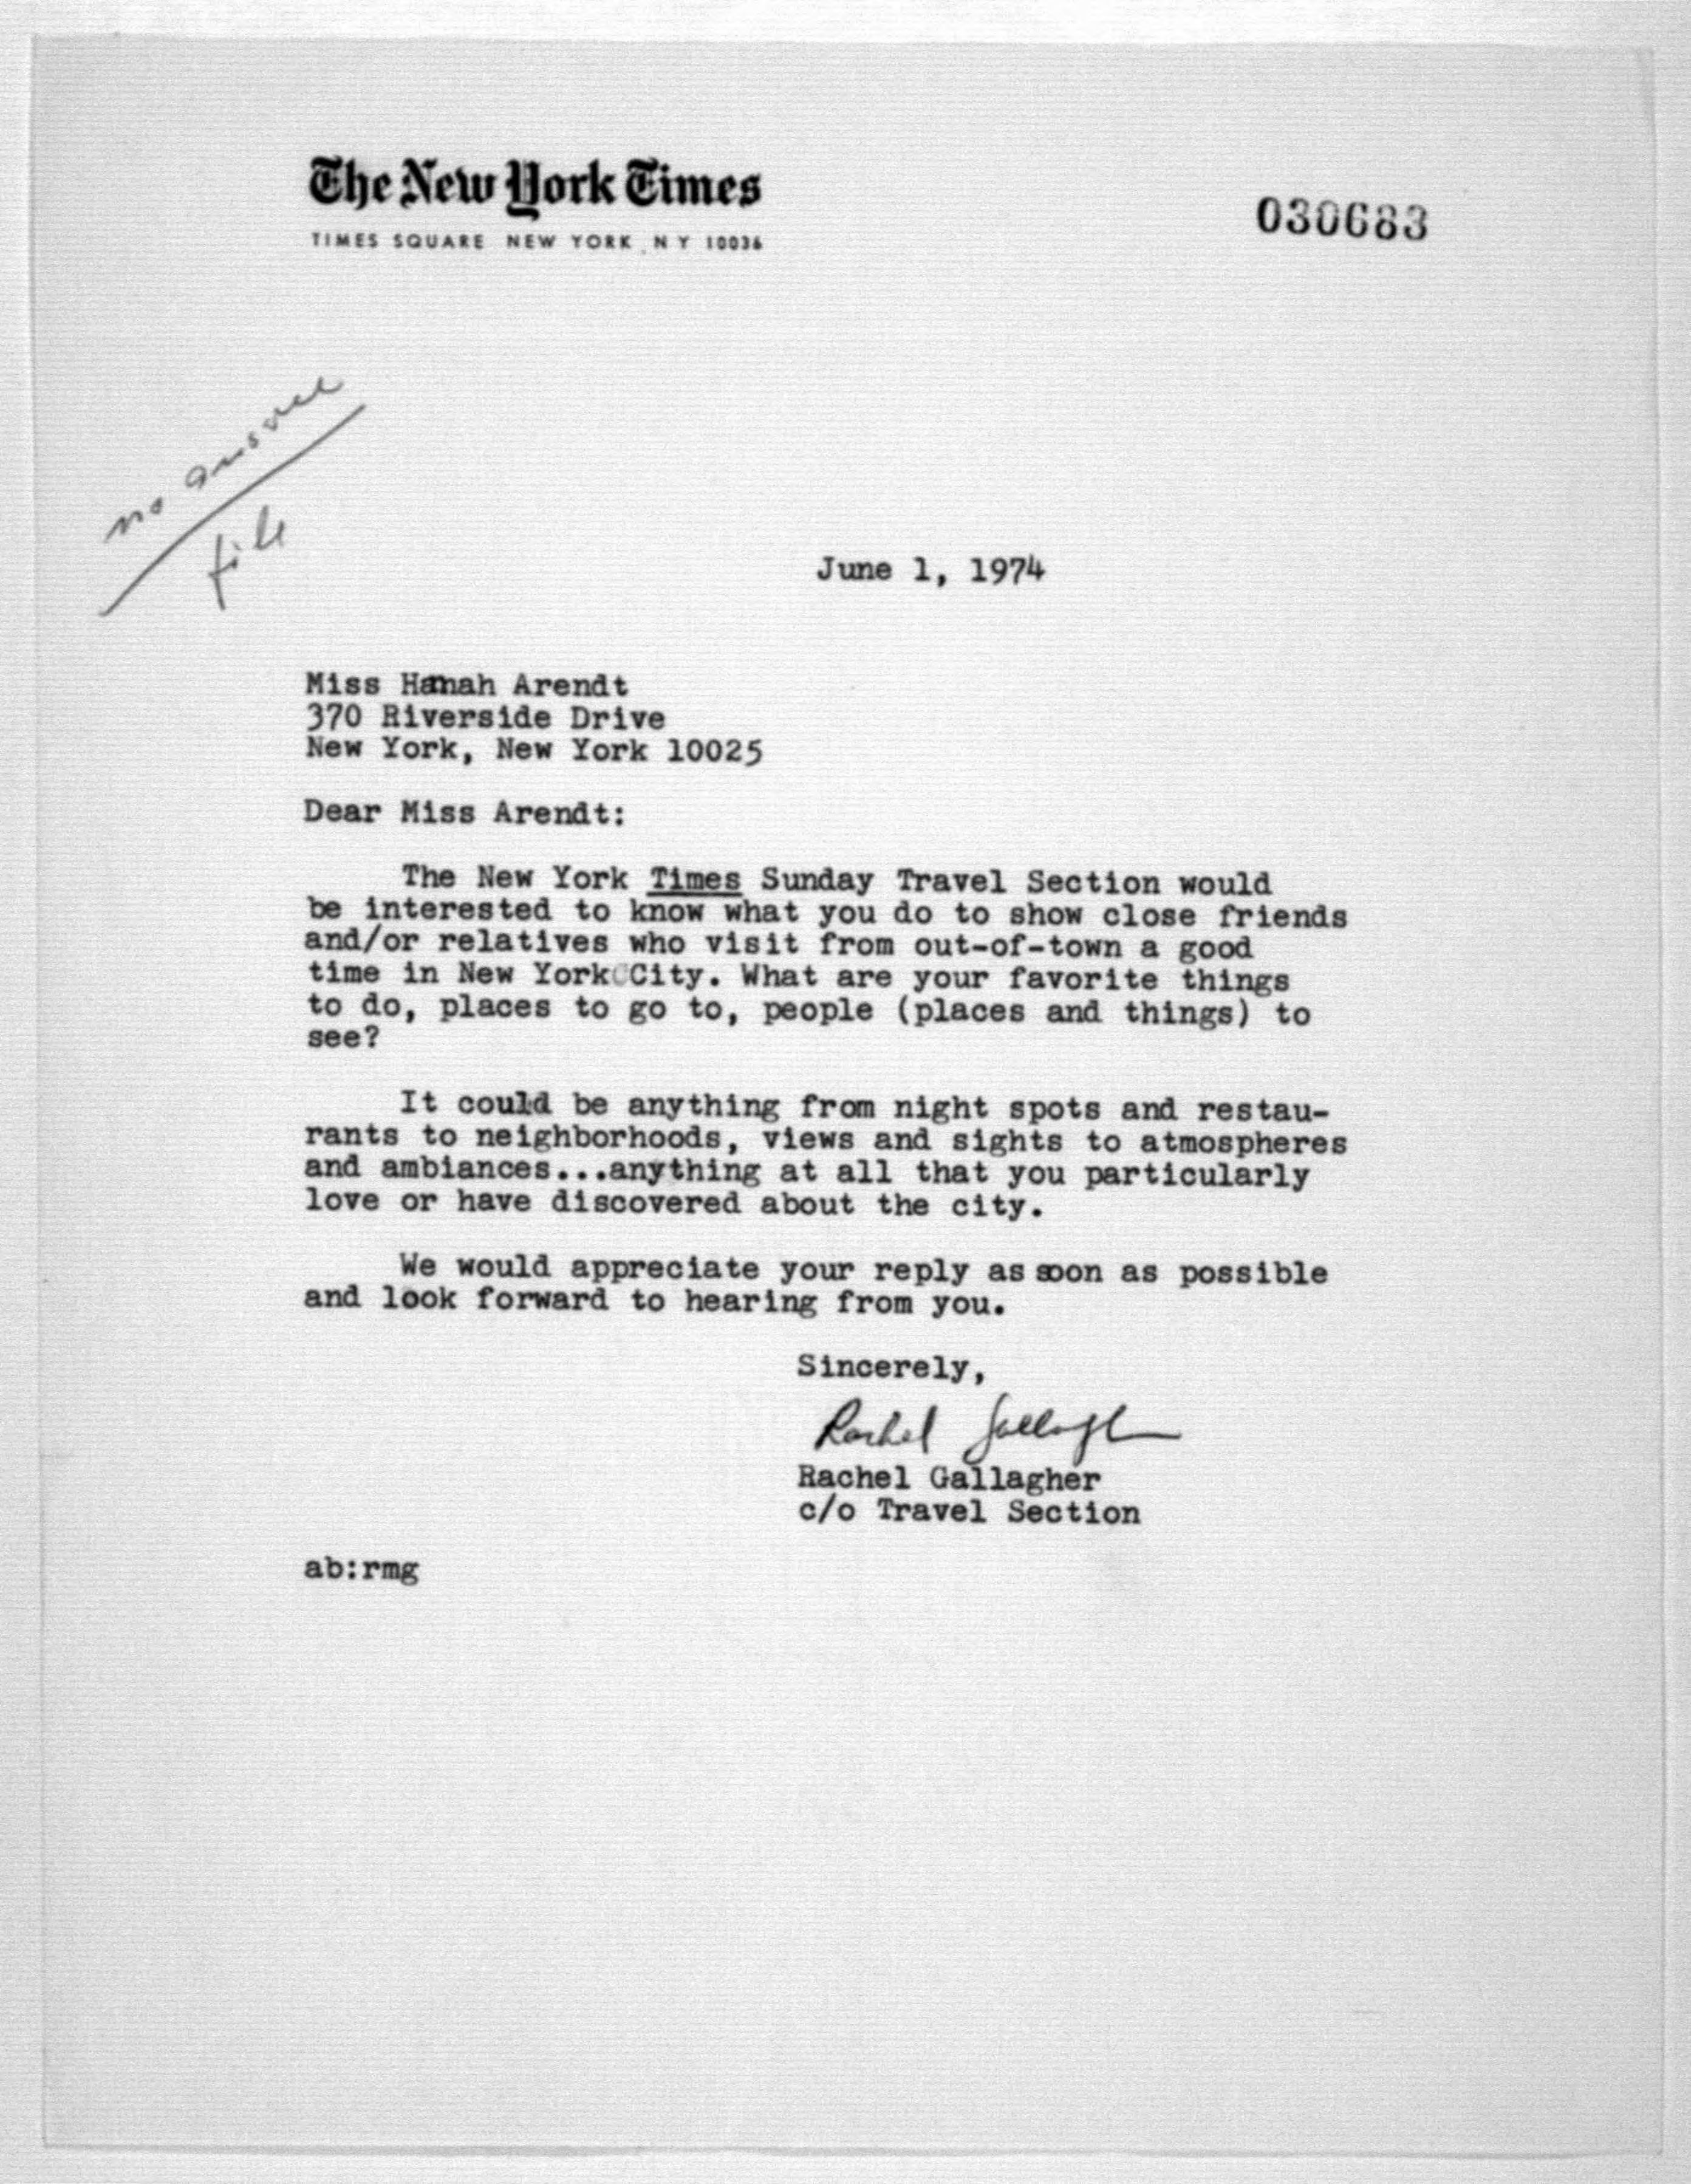 The New York Times
TIMES SQUARE NEW YORK, N Y 10036
030683
no answer
file
June 1, 1974
Miss Hanah Arendt
370 Riverside Drive
New York, New York 10025
Dear Miss Arendt:
The New York Times Sunday Travel Section would
be interested to know what you do to show close friends
and/or relatives who visit from out-of-town a good
time in New York City. What are your favorite things
to do, places to go to, people (places and things) to
see?
It could be anything from night spots and restau-
rants to neighborhoods, views and sights to atmospheres
and ambiances...anything at all that you particularly
love or have discovered about the city.
We would appreciate your reply as soon as possible
and look forward to hearing from you.
Sincerely,
Rachel Gallagher
Rachel Gallagher
c/o Travel Section
ab:rmg